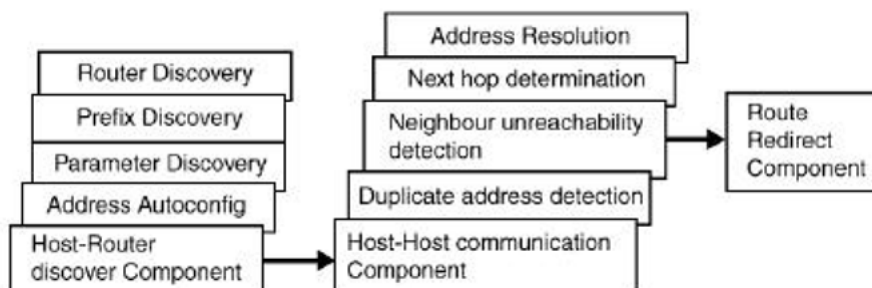 Router Discovery
Prefix Discovery
Parameter Discovery
Address Autoconfig
Host-Router
discover Component
Address Resolution
Next hop determination
Neighbour unreachability
detection
Duplicate address detection
Host-Host communication
Component
Route
Redirect
Component